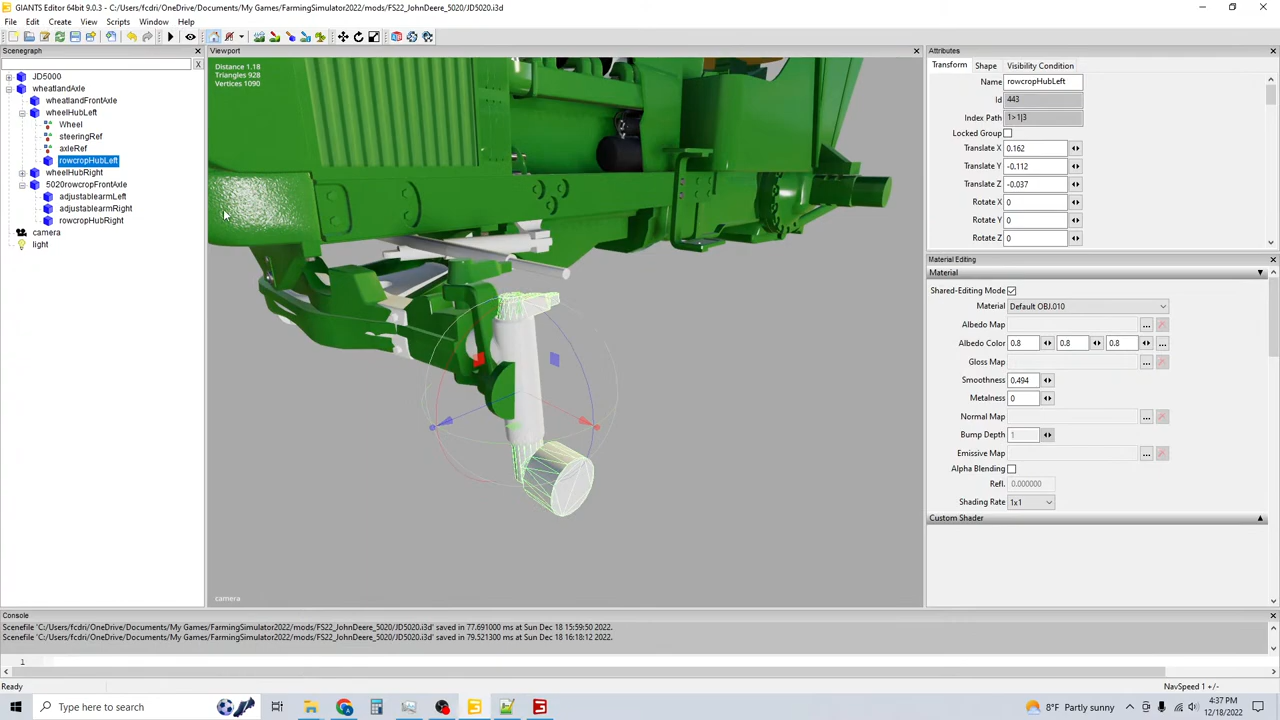 GIANTS Editor 64bit 9.0.3 - C:/Users/fcdri/OneDrive/Documents/My Games/FarmingSimulator2022/mods/FS22_JohnDeere_5020/JD5020.i3d
File Edit Create View Scripts Window Help
Scenegraph
X
JD5000
wheatlandAxle
wheatlandFrontAxle
wheelHubLeft
Wheel
steeringRef
axleRef
rowcropHubLeft
wheelHubRight
5020rowcropFrontAxle
adjustablearmLeft
adjustablearmRight
rowcropHubRight
camera
light
Viewport
Distance 1.18
Triangles 928
Vertices 1090
camera
Attributes
Transform Shape Visibility Condition
Name rowcropHubLeft
Id 443
Index Path 1>1|3
Locked Group
Translate X 0.162
Translate Y -0.112
Translate Z -0.037
Rotate X 0
Rotate Y 0
Rotate Z 0
Material Editing
Material
Shared-Editing Mode
Material Default OBJ.010
Albedo Map ...
Albedo Color 0.8 0.8 0.8 ...
Gloss Map ...
Smoothness 0.494
Metalness 0
Normal Map ...
Bump Depth 1
Emissive Map ...
Alpha Blending
Refl. 0.000000
Shading Rate 1x1
Custom Shader
Console
Scenefile 'C:/Users/fcdri/OneDrive/Documents/My Games/FarmingSimulator2022/mods/FS22_JohnDeere_5020/JD5020.i3d' saved in 77.691000 ms at Sun Dec 18 15:59:50 2022.
Scenefile 'C:/Users/fcdri/OneDrive/Documents/My Games/FarmingSimulator2022/mods/FS22_JohnDeere_5020/JD5020.i3d' saved in 79.521300 ms at Sun Dec 18 16:18:12 2022.
1
Ready
NavSpeed 1 +/-
Type here to search
8°F Partly sunny
4:37 PM
12/18/2022